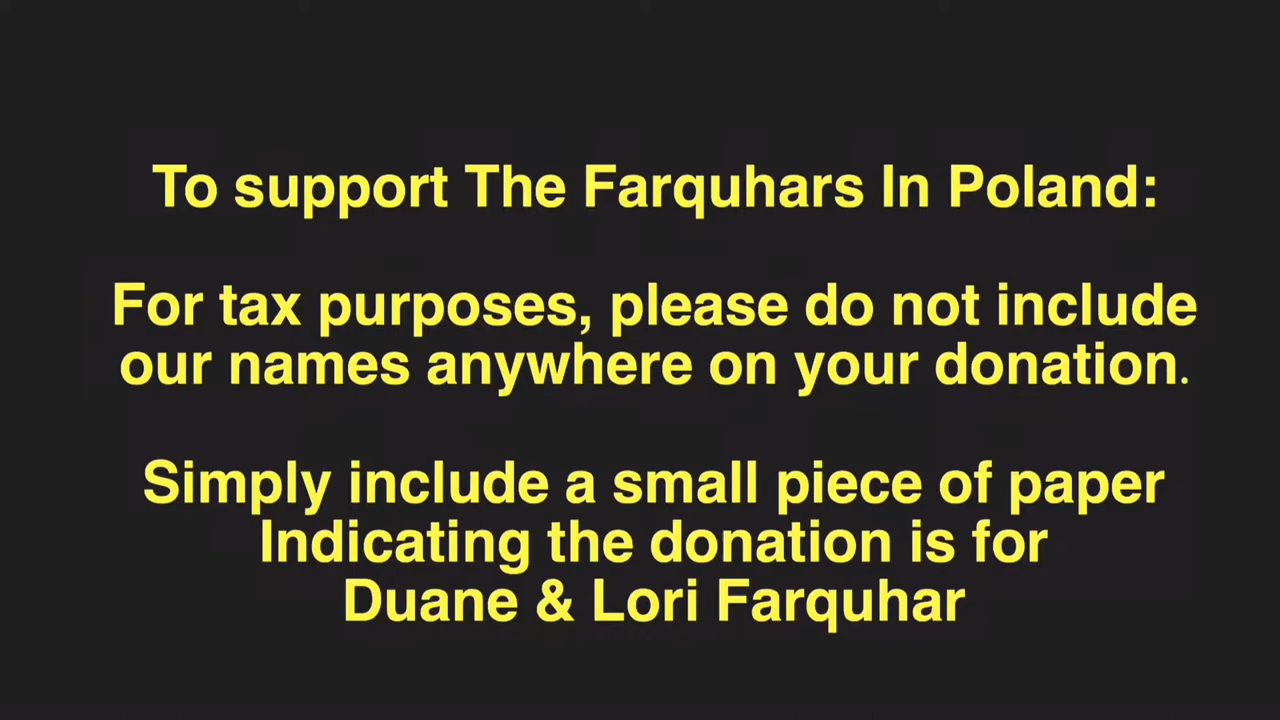 To support The Farquhars In Poland:
For tax purposes, please do not include
our names anywhere on your donation.
Simply include a small piece of paper
Indicating the donation is for
Duane & Lori Farquhar